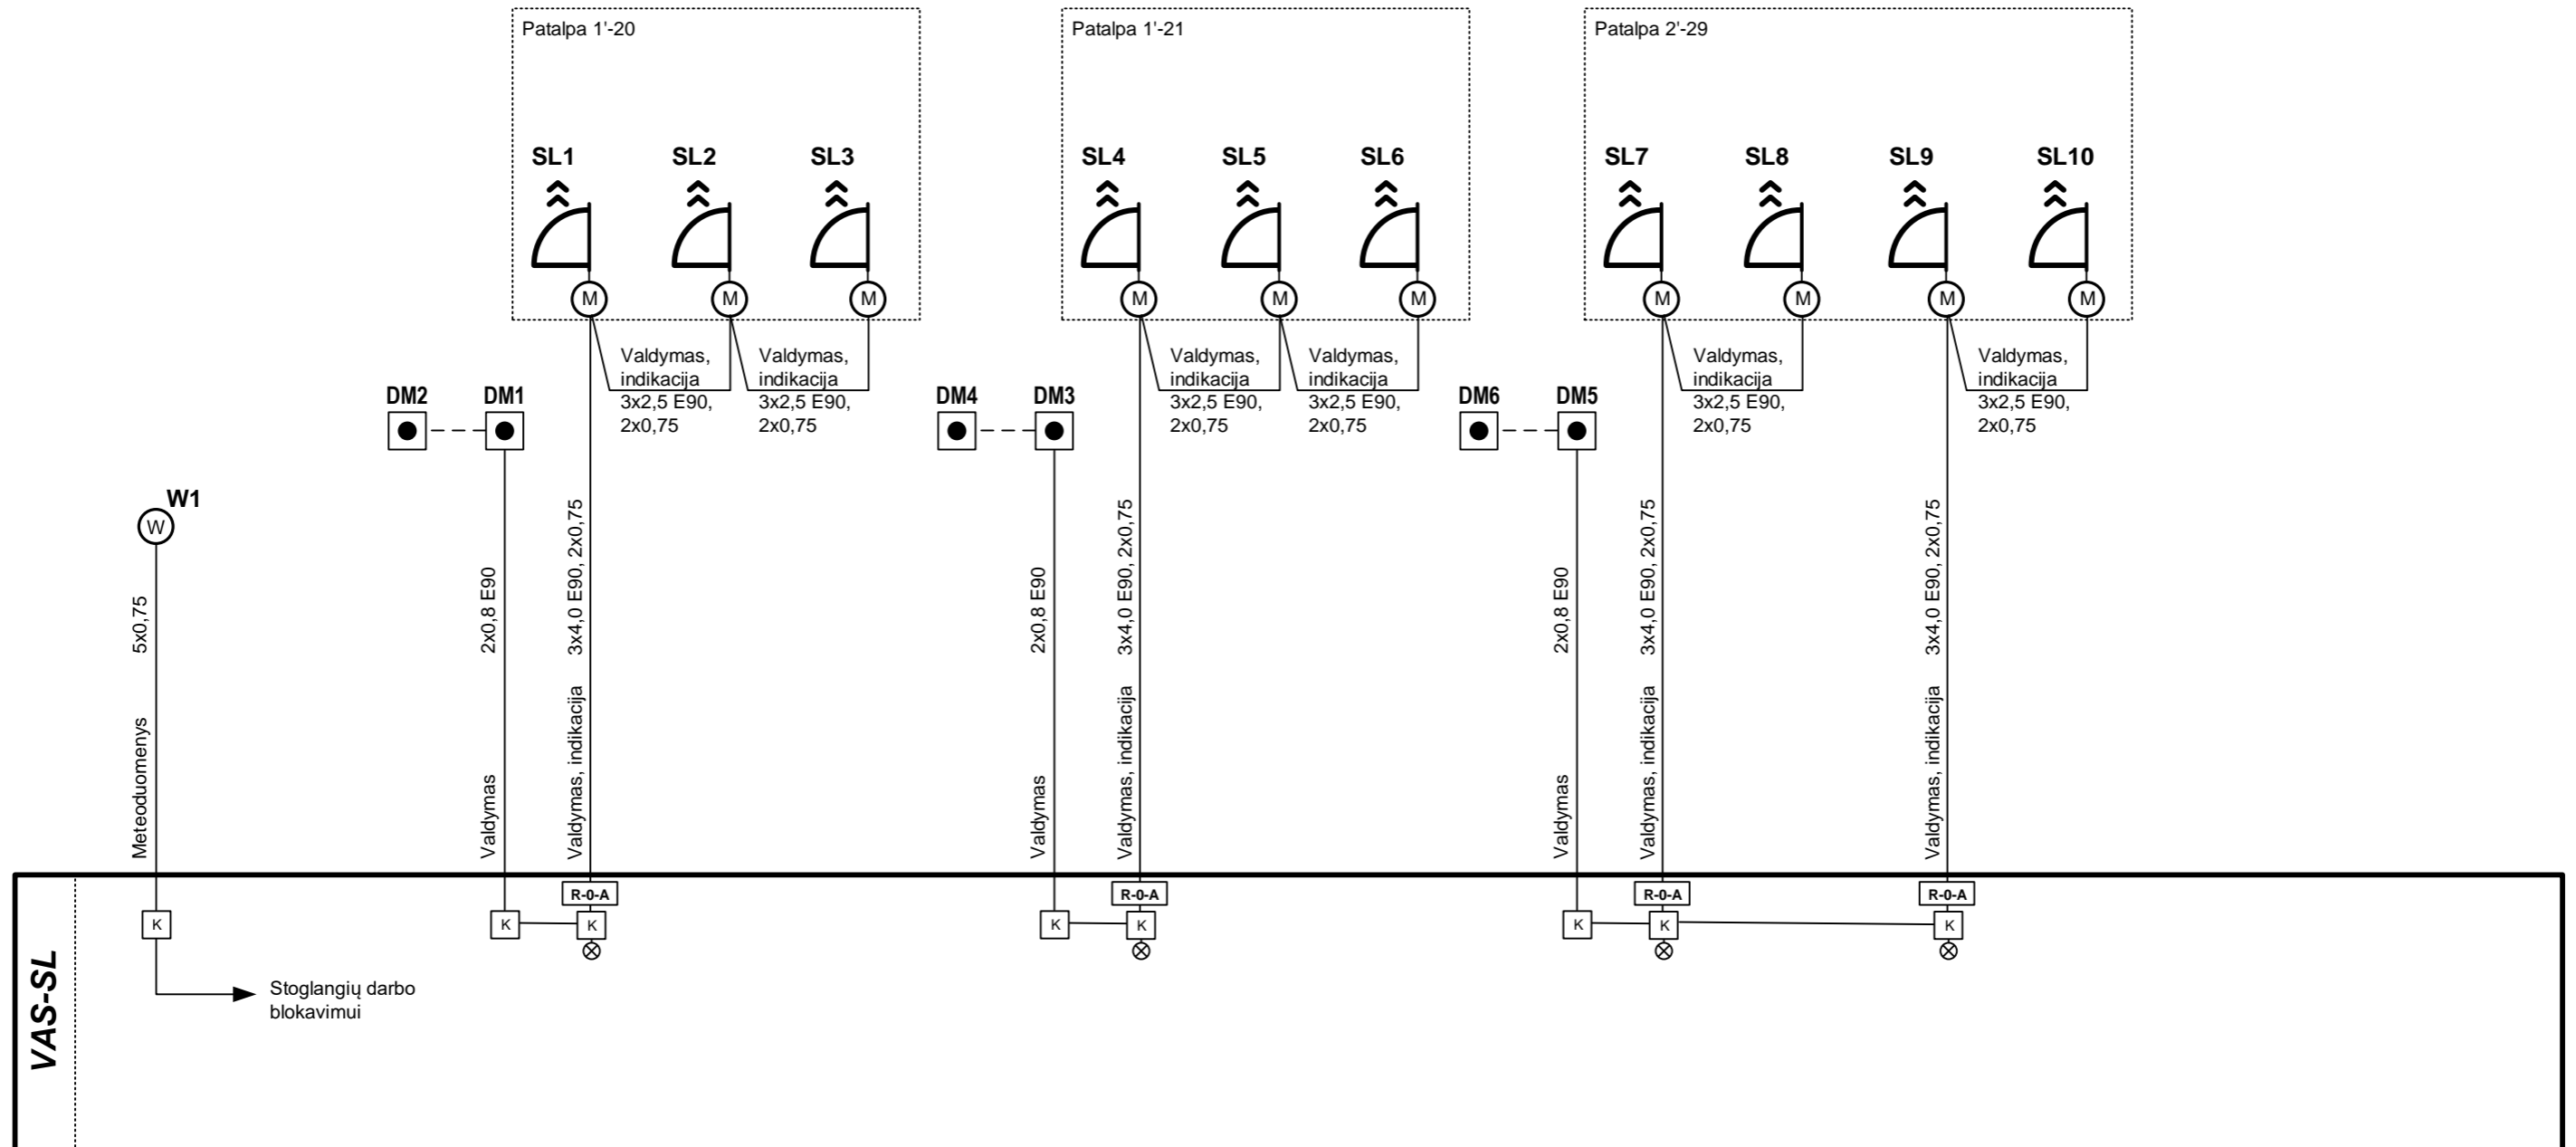 Patalpa 1'-20
Patalpa 1'-21
Patalpa 2'-29
SL1
SL2
SL3
SL4
SL5
SL6
SL7
SL8
SL9
SL10
M
M
M
M
M
M
M
M
M
M
Valdymas,
indikacija
3x2,5 E90,
2x0,75
Valdymas,
indikacija
3x2,5 E90,
2x0,75
Valdymas,
indikacija
3x2,5 E90,
2x0,75
Valdymas,
indikacija
3x2,5 E90,
2x0,75
Valdymas,
indikacija
3x2,5 E90,
2x0,75
Valdymas,
indikacija
3x2,5 E90,
2x0,75
DM2
DM1
DM4
DM3
DM6
DM5
W1
W
Meteoduomenys 5x0,75
Valdymas 2x0,8 E90
Valdymas, indikacija 3x4,0 E90, 2x0,75
Valdymas 2x0,8 E90
Valdymas, indikacija 3x4,0 E90, 2x0,75
Valdymas 2x0,8 E90
Valdymas, indikacija 3x4,0 E90, 2x0,75
Valdymas, indikacija 3x4,0 E90, 2x0,75
R-0-A
R-0-A
R-0-A
R-0-A
K
K
K
K
K
K
K
K
VAS-SL
Stoglangių darbo
blokavimui